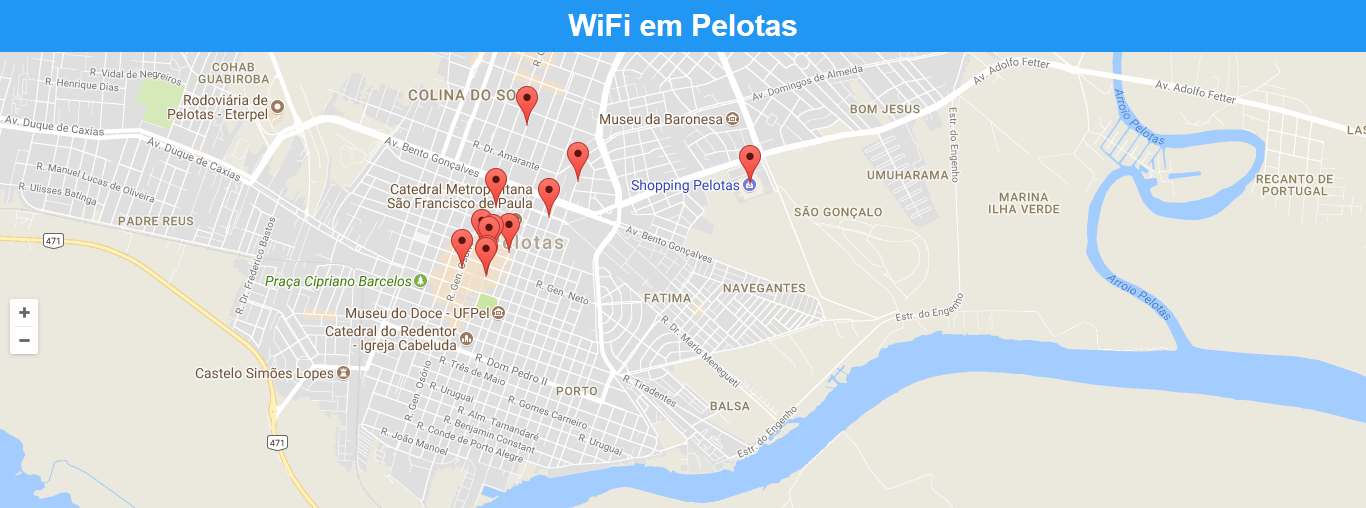 WiFi em Pelotas
COHAB
GUABIROBA
R. Vidal de Negreiros
R. Henrique Dias
Av. Domingos de Almeida
Av. Adolfo Fetter
Av. Adolfo Fetter
COLINA DO SO
Rodoviária de
Pelotas - Eterpel
BOM JESUS
Arroio Pelotas
Museu da Baronesa
Av. Duque de Caxias
Av. Duque de Caxias
LAS
Estr. do Engenho
Av. Bento Gonçalves
R. Dr. Amarante
R. Manuel Lucas de Oliveira
R. Ulisses Batinga
UMUHARAMA
RECANTO DE
PORTUGAL
Catedral Metropolitana
São Francisco de Paula
Shopping Pelotas
MARINA
ILHA VERDE
SÃO GONÇALO
PADRE REUS
471
elotas
Av. Bento Gonçalves
R. Dr. Frederico Bastos
R. Gen. Osório
Praça Cipriano Barcelos
R. Gen. Neto
FATIMA
NAVEGANTES
Arroio Pelotas
+
−
Museu do Doce - UFPel
Estr. do Engenho
Catedral do Redentor
- Igreja Cabeluda
R. Dr. Mario Menegueti
Castelo Simões Lopes
R. Dom Pedro II
R. Três de Maio
R. Gen. Osório
R. Uruguai
PORTO
R. Tiradentes
BALSA
R. Gomes Carneiro
R. Alm. Tamandaré
R. Benjamin Constant
R. Conde de Porto Alegre
R. João Manoel
R. Uruguai
Estr. do Engenho
471